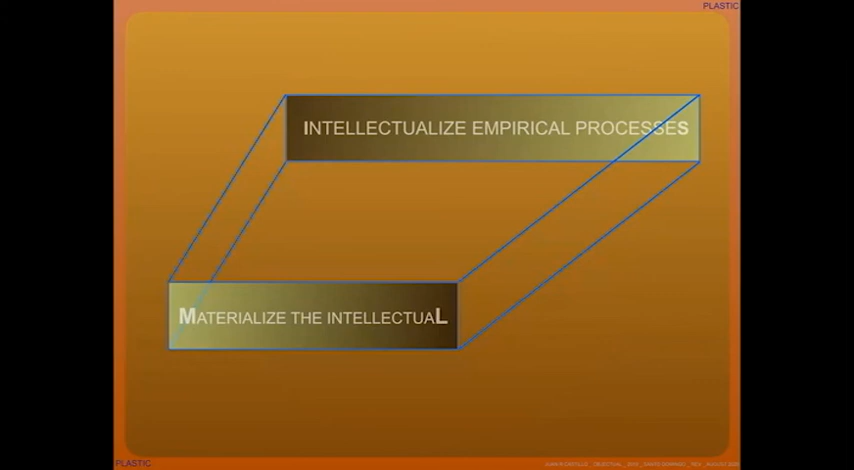 PLASTIC
INTELLECTUALIZE EMPIRICAL PROCESSES
MATERIALIZE THE INTELLECTUAL
PLASTIC